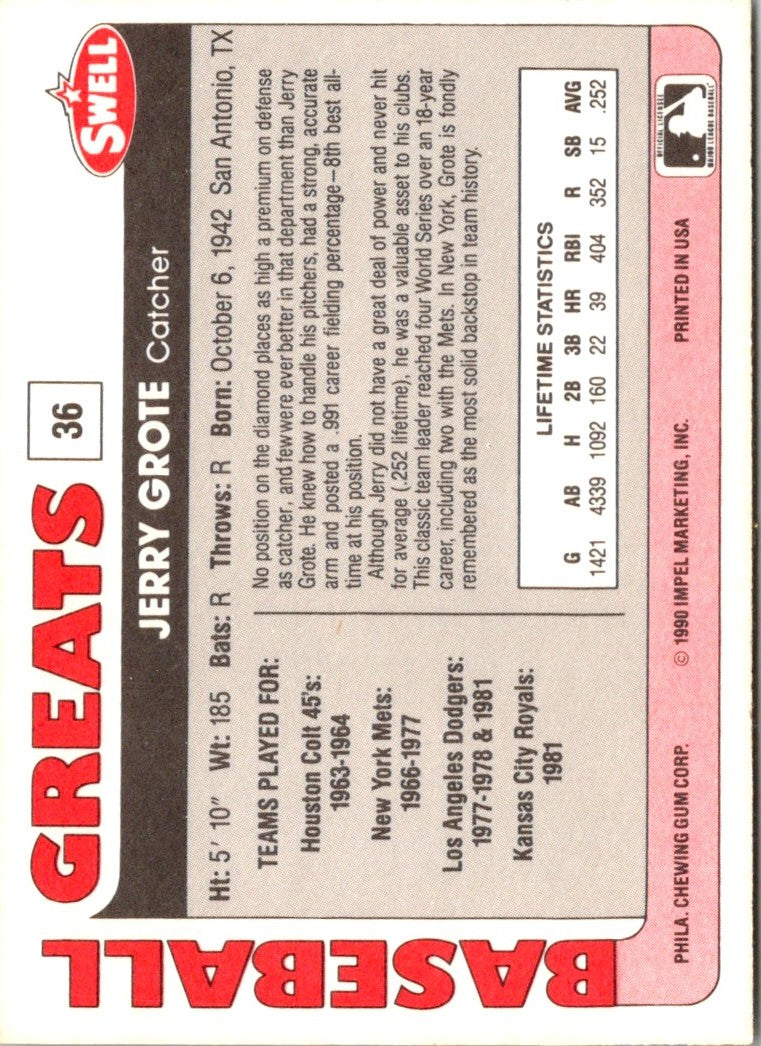 BASEBALL
GREATS
36
SWELL
JERRY GROTE Catcher
Ht: 5' 10" Wt: 185 Bats: R Throws: R Born: October 6, 1942 San Antonio, TX
TEAMS PLAYED FOR:
Houston Colt 45's:
1963-1964
New York Mets:
1966-1977
Los Angeles Dodgers:
1977-1978 & 1981
Kansas City Royals:
1981
No position on the diamond places as high a premium on defense
as catcher, and few were ever better in that department than Jerry
Grote. He knew how to handle his pitchers, had a strong, accurate
arm and posted a .991 career fielding percentage—8th best all-
time at his position.
Although Jerry did not have a great deal of power and never hit
for average (.252 lifetime), he was a valuable asset to his clubs.
This classic team leader reached four World Series over an 18-year
career, including two with the Mets. In New York, Grote is fondly
remembered as the most solid backstop in team history.
LIFETIME STATISTICS
G AB H 2B 3B HR RBI R SB AVG
1421 4339 1092 160 22 39 404 352 15 .252
PHILA. CHEWING GUM CORP. © 1990 IMPEL MARKETING, INC. PRINTED IN USA
OFFICIAL LICENSEE
MAJOR LEAGUE BASEBALL